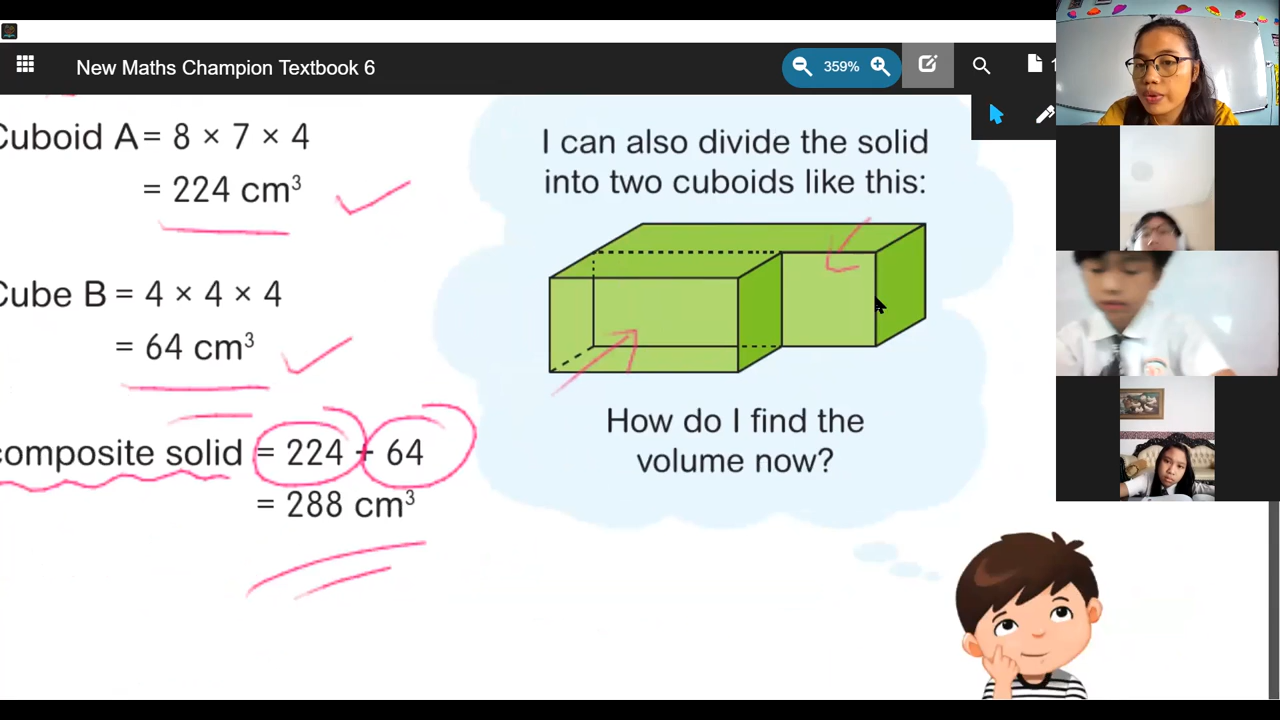 New Maths Champion Textbook 6
359%
Cuboid A = 8 × 7 × 4
= 224 cm³
Cube B = 4 × 4 × 4
= 64 cm³
composite solid = 224 + 64
= 288 cm³
I can also divide the solid
into two cuboids like this:
How do I find the
volume now?